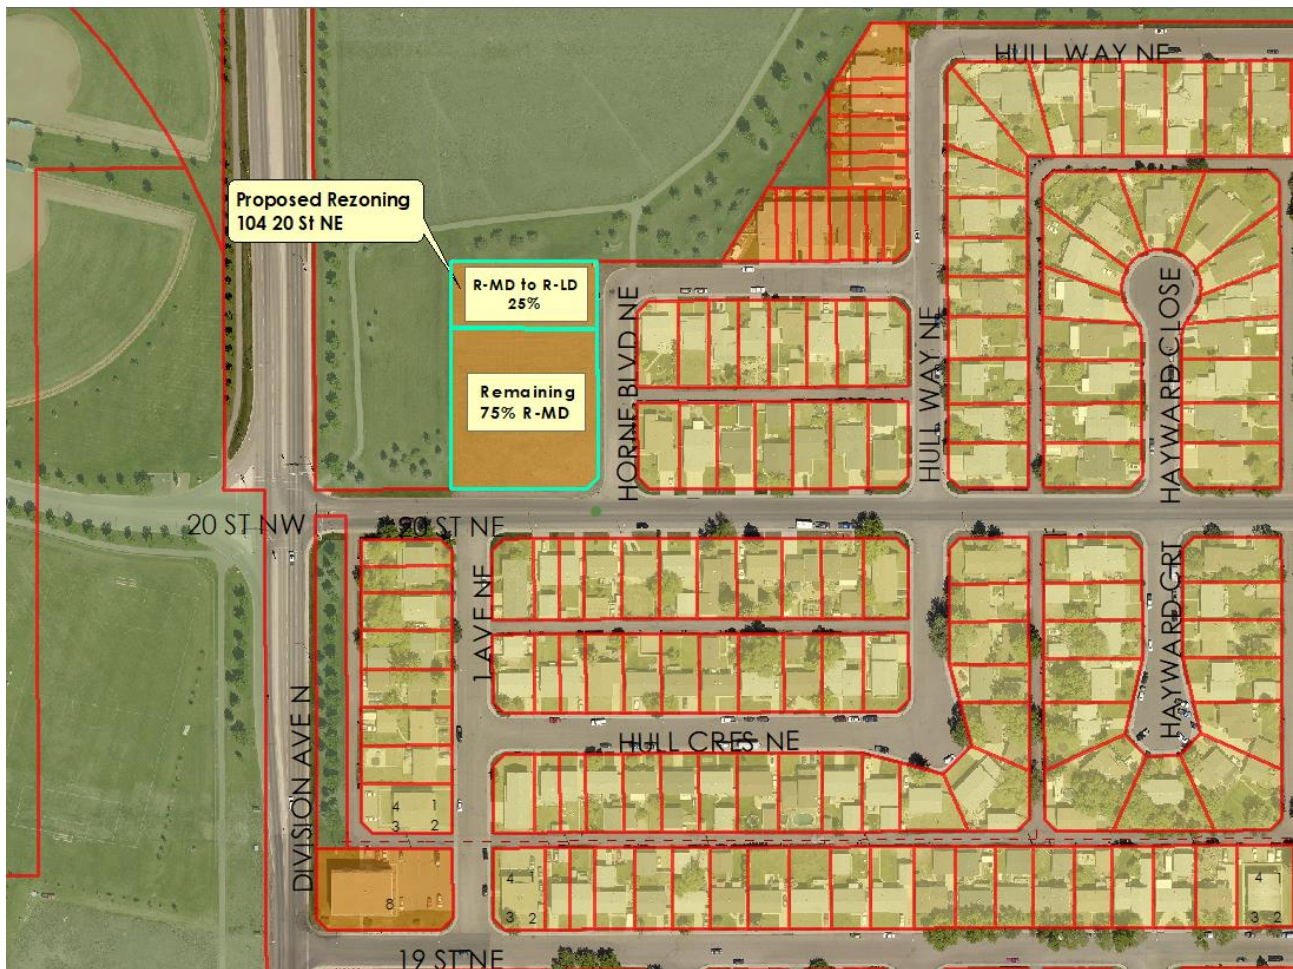 HULL WAY NE
Proposed Rezoning
104 20 St NE
R-MD to R-LD
25%
Remaining
75% R-MD
HORNE BLVD NE
HULL WAY NE
HAYWARD CLOSE
20 ST NW
20 ST NE
1 AVE NE
HAYWARD CRT
DIVISION AVE N
HULL CRES NE
4 1
3 2
8
4 1
3 2
4 1
3 2
19 ST NE